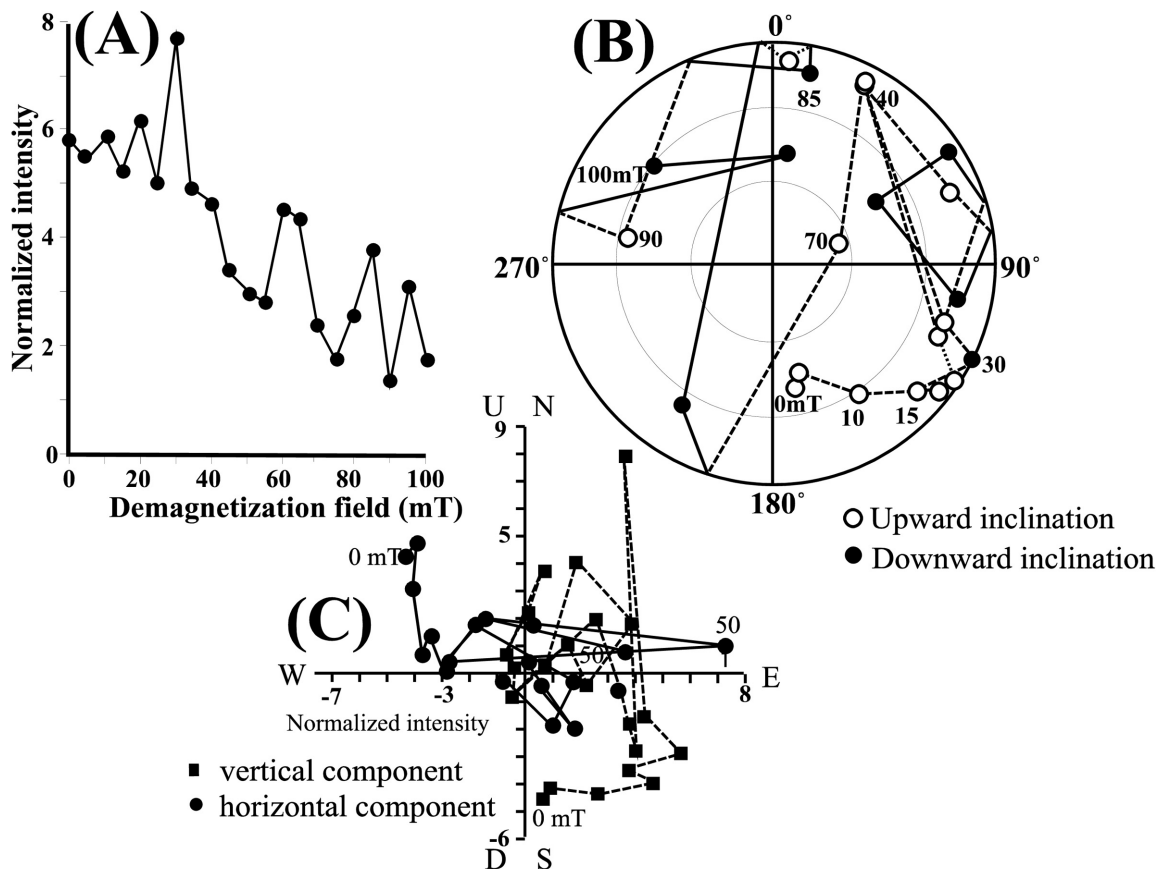 (A)
8
6
4
2
0
Normalized intensity
0 20 40 60 80 100
Demagnetization field (mT)
(B)
0°
85
40
100mT
90
70
270°
90°
30
0mT
10
15
180°
Upward inclination
Downward inclination
(C)
U N
9
5
0 mT
50
50
W
-7
-3
8
E
Normalized intensity
vertical component
horizontal component
0 mT
-6
D S